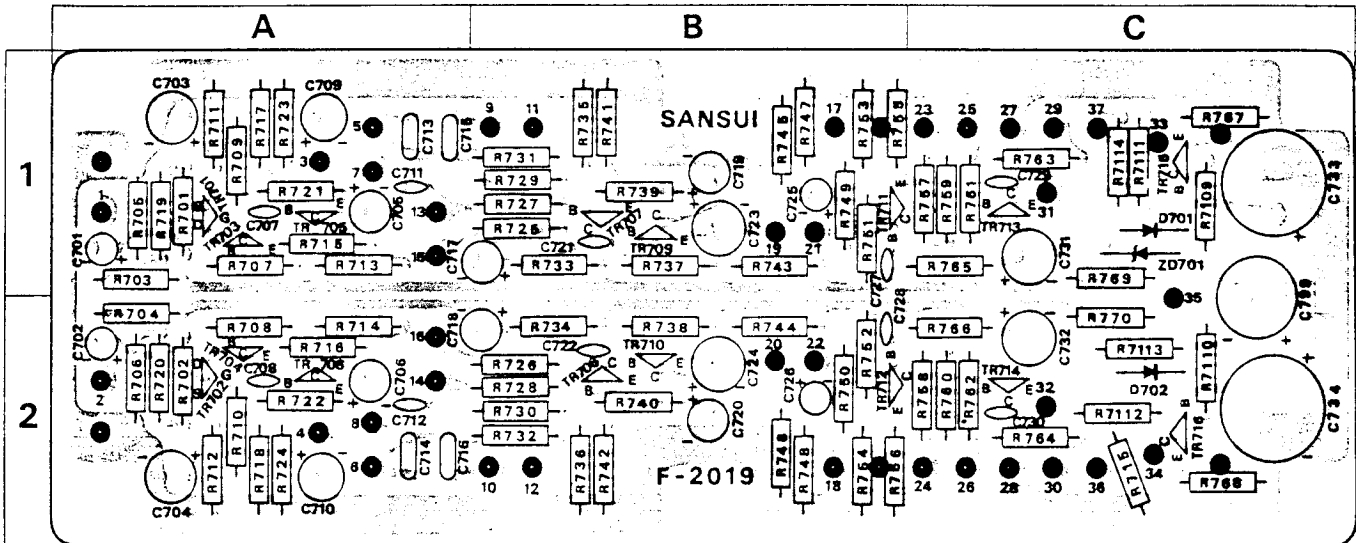 A B C
1
2
C703 R711 R717 R723 C709 5 C713 C715 9 11 R735 R741 SANSUI R745 R747 17 R753 R755 23 25 27 29 37 33 R767
R709 3 7 R731 R763 R7114 R7111 TR715 E B C733
1 R705 R719 R701 D G TR701 R721 C711 R729 R739 C719 C725 R749 E TR711 C R757 R759 R761 C729 C 31 R7109
TR703 B C707 B C E TR705 C705 13 R727 B TR707 C E TR709 C723 B E TR713 D701
C701 R715 15 R725 C721 19 21 R751 C731 ZD701
R703 R707 R713 C717 R733 R737 R743 C727 R765 R769 C799
R704 R708 R714 16 C718 R734 R738 R744 C728 R766 R770 35
C702 TR704 E R716 C722 TR710 E 20 22 R752 C732 R7113
R706 R720 R702 D G TR702 B C708 B C E TR706 C706 14 R726 TR708 B C E C724 C726 R750 TR712 C E R758 R760 R762 TR714 B E C 32 D702 R7110
2 R710 R722 C712 R728 R740 C720 C730 R7112 B C E TR716 C734
4 8 R730 R764
R712 R718 R724 6 C714 C716 R732 R736 R742 F-2019 R746 R748 18 R754 R756 24 26 28 30 36 R7115 34 R768
C704 C710 10 12